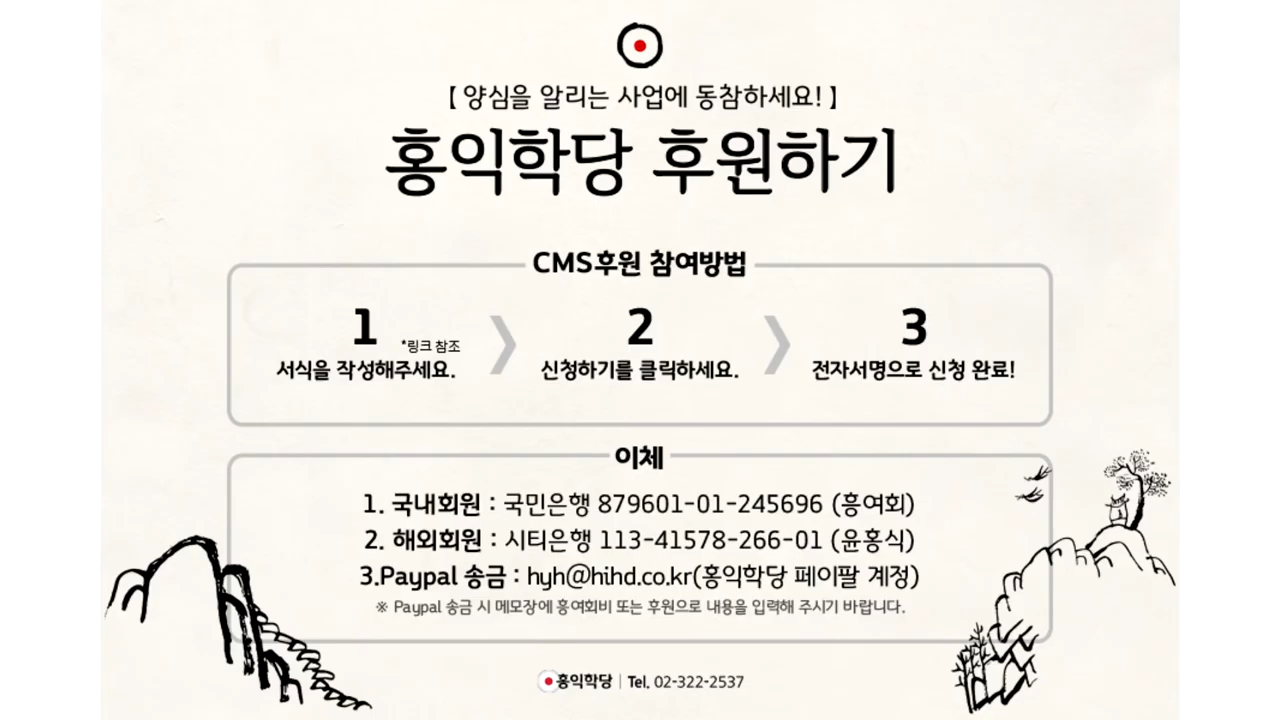 【 양심을 알리는 사업에 동참하세요! 】
홍익학당 후원하기
CMS후원 참여방법
1
*링크 참조
서식을 작성해주세요.
2
신청하기를 클릭하세요.
3
전자서명으로 신청 완료!
이체
1. 국내회원 : 국민은행 879601-01-245696 (흥여회)
2. 해외회원 : 시티은행 113-41578-266-01 (윤홍식)
3.Paypal 송금 : hyh@hihd.co.kr(홍익학당 페이팔 계정)
※ Paypal 송금 시 메모장에 흥여회비 또는 후원으로 내용을 입력해 주시기 바랍니다.
홍익학당 | Tel. 02-322-2537